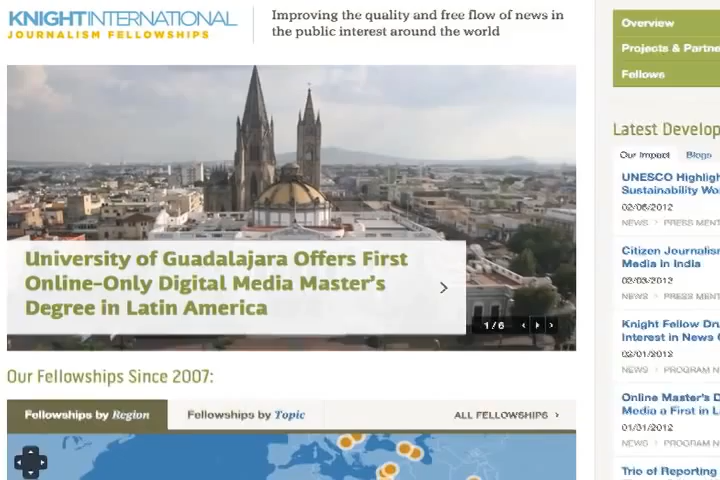 KNIGHTINTERNATIONAL
JOURNALISM FELLOWSHIPS
Improving the quality and free flow of news in
the public interest around the world
University of Guadalajara Offers First
Online-Only Digital Media Master's
Degree in Latin America
1/6
Our Fellowships Since 2007:
Fellowships by Region
Fellowships by Topic
ALL FELLOWSHIPS
Overview
Projects & Partne
Fellows
Latest Develop
Our Impact Blogs
UNESCO Highligh
Sustainability Wo
02/06/2012
NEWS > PRESS MENT
Citizen Journalis
Media in India
02/03/2012
NEWS > PRESS MENT
Knight Fellow Dru
Interest in News
02/01/2012
NEWS > PROGRAM N
Online Master's D
Media a First in L
01/31/2012
NEWS > PROGRAM N
Trio of Reporting